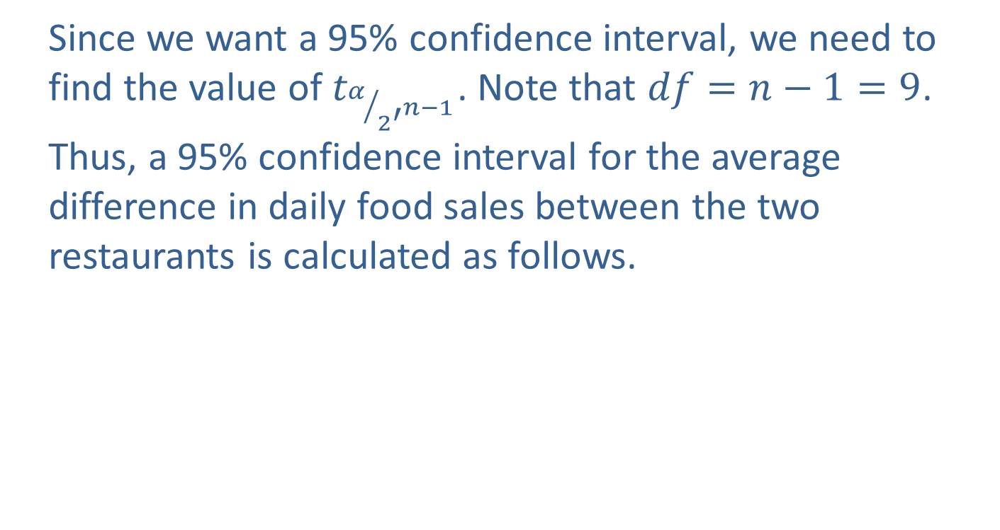 Since we want a 95% confidence interval, we need to
find the value of t_{α/2, n−1}. Note that df = n − 1 = 9.
Thus, a 95% confidence interval for the average
difference in daily food sales between the two
restaurants is calculated as follows.